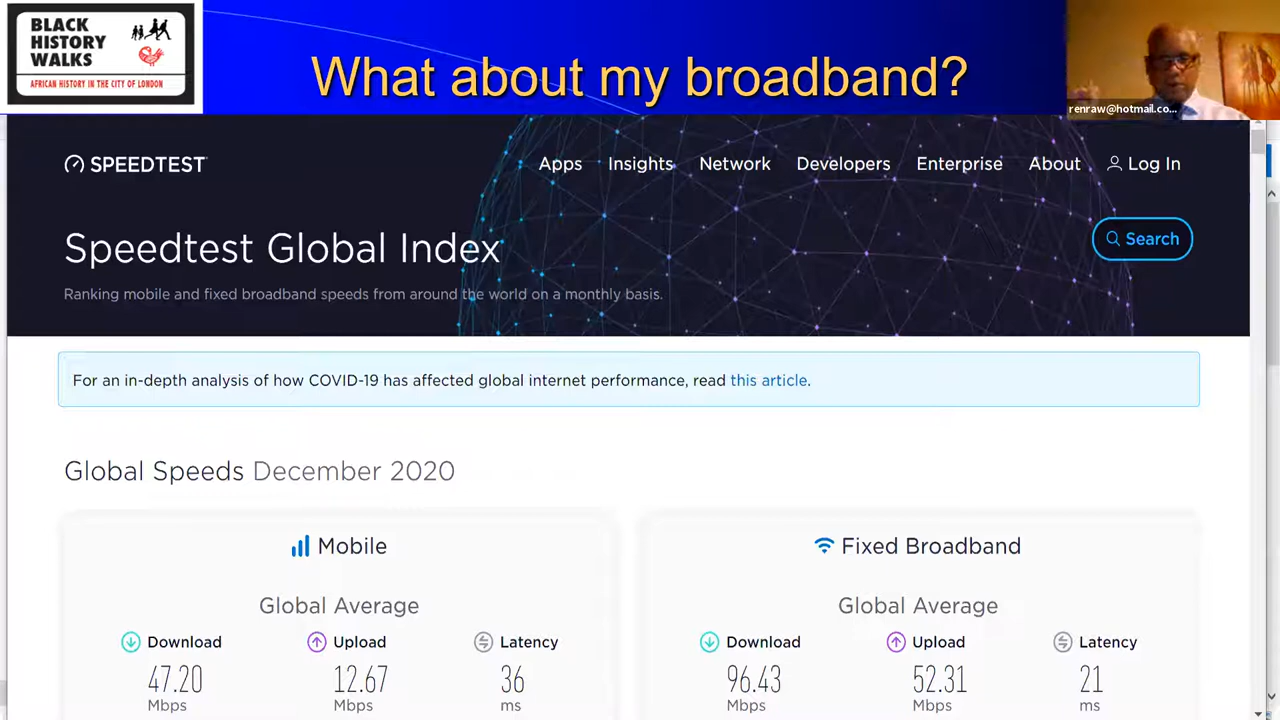 BLACK
HISTORY
WALKS
AFRICAN HISTORY IN THE CITY OF LONDON
What about my broadband?
renraw@hotmail.co...
SPEEDTEST
Apps Insights Network Developers Enterprise About Log In
Speedtest Global Index
Search
Ranking mobile and fixed broadband speeds from around the world on a monthly basis.
For an in-depth analysis of how COVID-19 has affected global internet performance, read this article.
Global Speeds December 2020
Mobile
Fixed Broadband
Global Average
Global Average
Download Upload Latency
Download Upload Latency
47.20 12.67 36
96.43 52.31 21
Mbps Mbps ms
Mbps Mbps ms